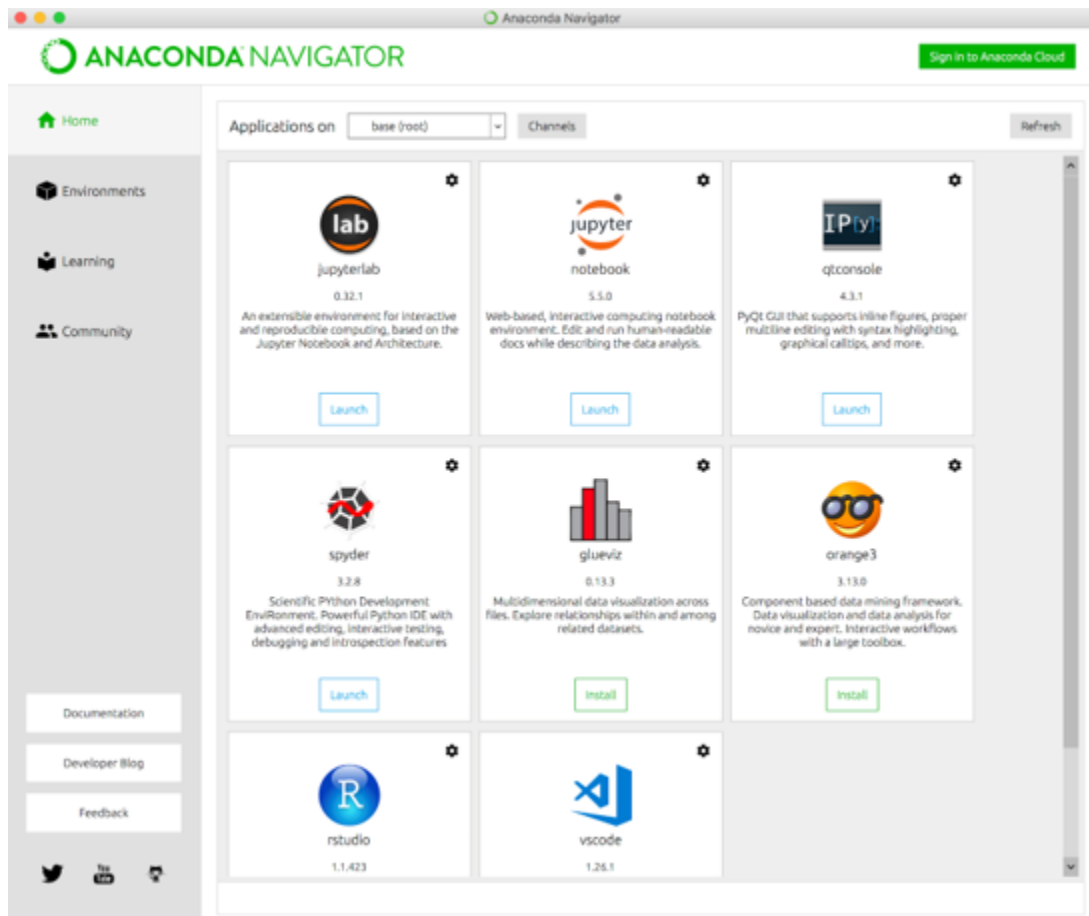 Anaconda Navigator
ANACONDA NAVIGATOR
Sign in to Anaconda Cloud
Home
Environments
Learning
Community
Documentation
Developer Blog
Feedback
You
Tube
Applications on
base (root)
Channels
Refresh
lab
jupyterlab
0.32.1
An extensible environment for interactive
and reproducible computing, based on the
Jupyter Notebook and Architecture.
Launch
jupyter
notebook
5.5.0
Web-based, interactive computing notebook
environment. Edit and run human-readable
docs while describing the data analysis.
Launch
IP[y]:
qtconsole
4.3.1
PyQt GUI that supports inline figures, proper
multiline editing with syntax highlighting,
graphical calltips, and more.
Launch
spyder
3.2.8
Scientific PYthon Development
EnviRonment. Powerful Python IDE with
advanced editing, interactive testing,
debugging and introspection features
Launch
glueviz
0.13.3
Multidimensional data visualization across
files. Explore relationships within and among
related datasets.
Install
orange3
3.13.0
Component based data mining framework.
Data visualization and data analysis for
novice and expert. Interactive workflows
with a large toolbox.
Install
R
rstudio
1.1.423
vscode
1.26.1